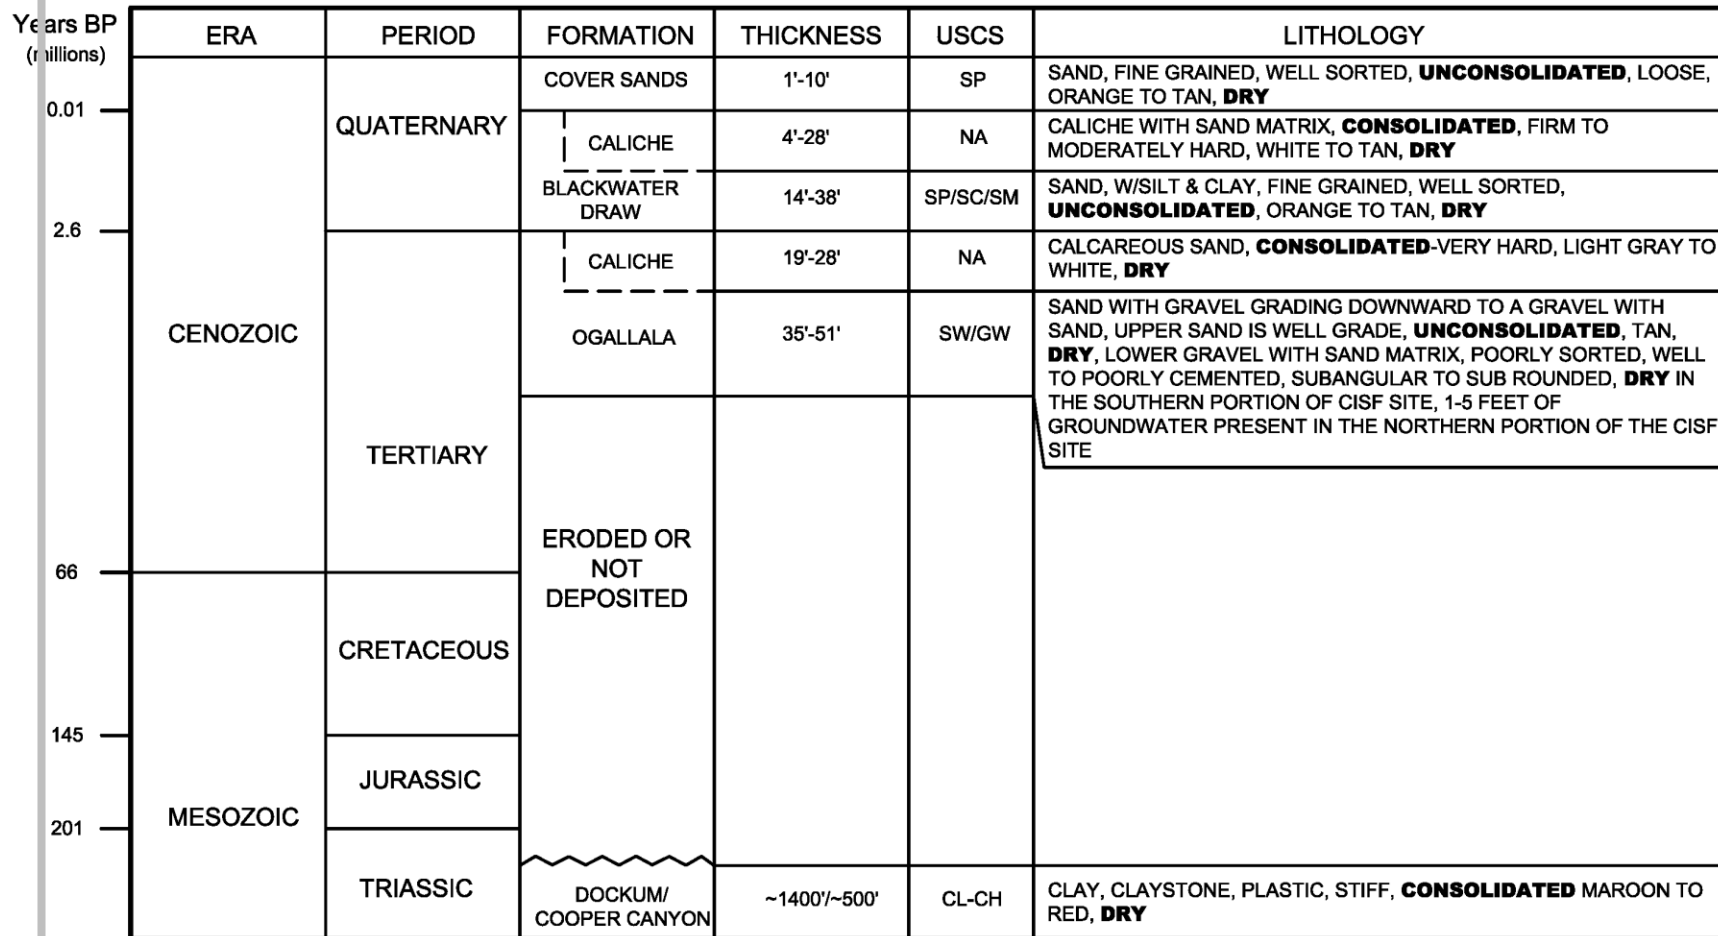 Years BP
(millions)
ERA
PERIOD
FORMATION
THICKNESS
USCS
LITHOLOGY
0.01
2.6
66
145
201
CENOZOIC
MESOZOIC
QUATERNARY
TERTIARY
CRETACEOUS
JURASSIC
TRIASSIC
COVER SANDS
1'-10'
SP
SAND, FINE GRAINED, WELL SORTED, UNCONSOLIDATED, LOOSE,
ORANGE TO TAN, DRY
CALICHE
4'-28'
NA
CALICHE WITH SAND MATRIX, CONSOLIDATED, FIRM TO
MODERATELY HARD, WHITE TO TAN, DRY
BLACKWATER
DRAW
14'-38'
SP/SC/SM
SAND, W/SILT & CLAY, FINE GRAINED, WELL SORTED,
UNCONSOLIDATED, ORANGE TO TAN, DRY
CALICHE
19'-28'
NA
CALCAREOUS SAND, CONSOLIDATED-VERY HARD, LIGHT GRAY TO
WHITE, DRY
OGALLALA
35'-51'
SW/GW
SAND WITH GRAVEL GRADING DOWNWARD TO A GRAVEL WITH
SAND, UPPER SAND IS WELL GRADE, UNCONSOLIDATED, TAN,
DRY, LOWER GRAVEL WITH SAND MATRIX, POORLY SORTED, WELL
TO POORLY CEMENTED, SUBANGULAR TO SUB ROUNDED, DRY IN
THE SOUTHERN PORTION OF CISF SITE, 1-5 FEET OF
GROUNDWATER PRESENT IN THE NORTHERN PORTION OF THE CISF
SITE
ERODED OR
NOT
DEPOSITED
DOCKUM/
COOPER CANYON
~1400'/~500'
CL-CH
CLAY, CLAYSTONE, PLASTIC, STIFF, CONSOLIDATED MAROON TO
RED, DRY